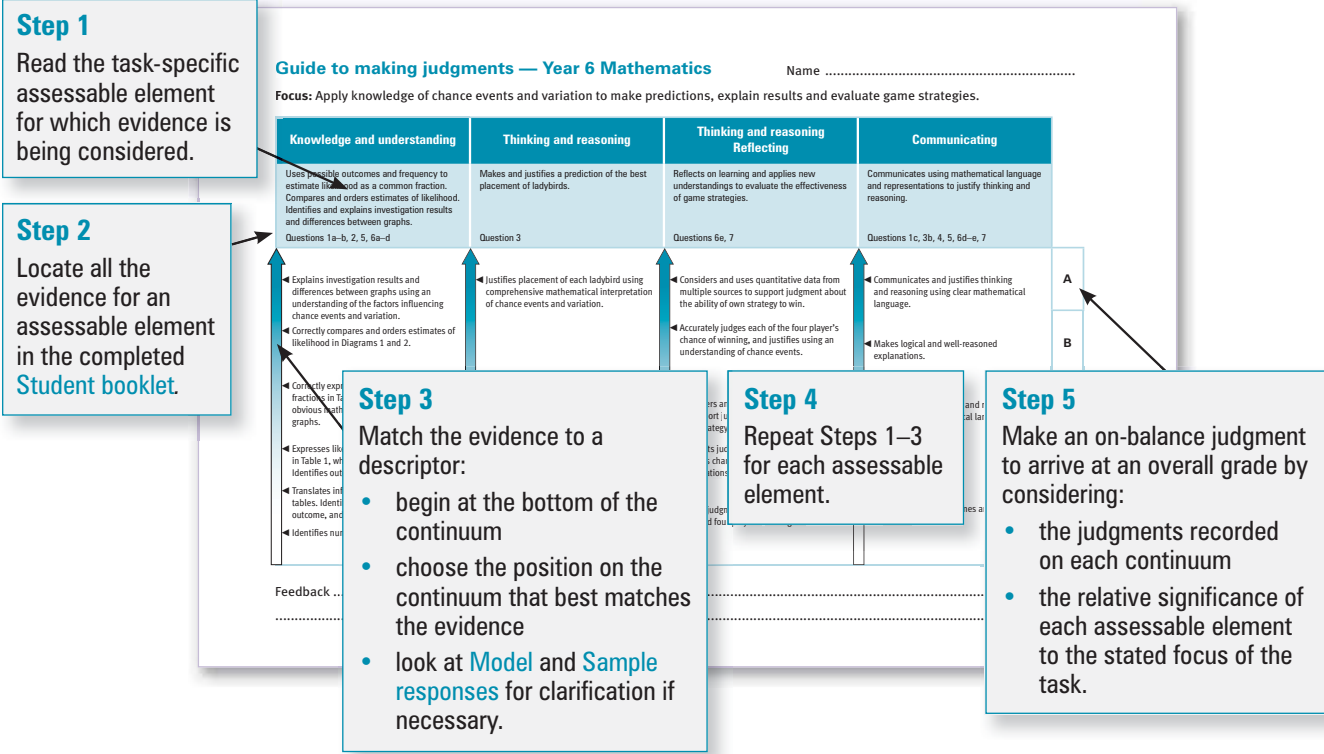 Step 1
Read the task-specific
assessable element
for which evidence is
being considered.
Step 2
Locate all the
evidence for an
assessable element
in the completed
Student booklet.
Guide to making judgments — Year 6 Mathematics
Name ................................................................
Focus: Apply knowledge of chance events and variation to make predictions, explain results and evaluate game strategies.
Knowledge and understanding
Uses possible outcomes and frequency to
estimate likelihood as a common fraction.
Compares and orders estimates of likelihood.
Identifies and explains investigation results
and differences between graphs.
Questions 1a–b, 2, 5, 6a–d
Thinking and reasoning
Makes and justifies a prediction of the best
placement of ladybirds.
Question 3
Thinking and reasoning
Reflecting
Reflects on learning and applies new
understandings to evaluate the effectiveness
of game strategies.
Questions 6e, 7
Communicating
Communicates using mathematical language
and representations to justify thinking and
reasoning.
Questions 1c, 3b, 4, 5, 6d–e, 7
Explains investigation results and
differences between graphs using an
understanding of the factors influencing
chance events and variation.
Correctly compares and orders estimates of
likelihood in Diagrams 1 and 2.
Correctly
fractions in
obvious
graphs.
Expresses
in Table 1,
Identifies
Translates
tables.
outcome, and
Identifies
Justifies placement of each ladybird using
comprehensive mathematical interpretation
of chance events and variation.
Considers and uses quantitative data from
multiple sources to support judgment about
the ability of own strategy to win.
Accurately judges each of the four player's
chance of winning, and justifies using an
understanding of chance events.
Communicates and justifies thinking
and reasoning using clear mathematical
language.
Makes logical and well-reasoned
explanations.
and
A
B
Step 3
Match the evidence to a
descriptor:
• begin at the bottom of the
continuum
• choose the position on the
continuum that best matches
the evidence
• look at Model and Sample
responses for clarification if
necessary.
Step 4
Repeat Steps 1–3
for each assessable
element.
Step 5
Make an on-balance judgment
to arrive at an overall grade by
considering:
• the judgments recorded
on each continuum
• the relative significance of
each assessable element
to the stated focus of the
task.
Feedback